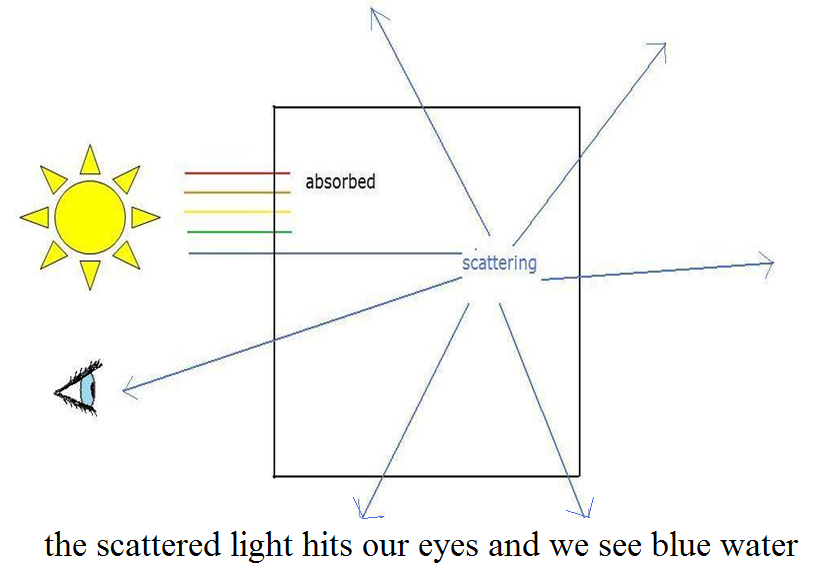 absorbed
scattering
the scattered light hits our eyes and we see blue water